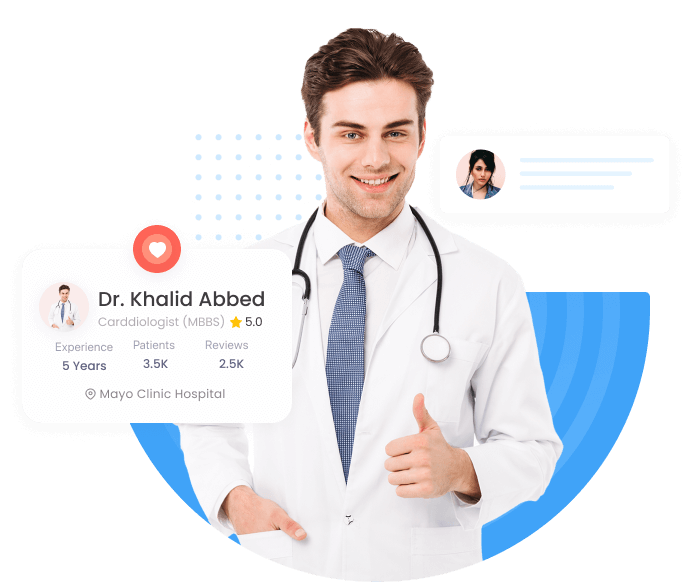 Dr. Khalid Abbed
Carddiologist (MBBS) 5.0
Experience Patients Reviews
5 Years 3.5K 2.5K
Mayo Clinic Hospital